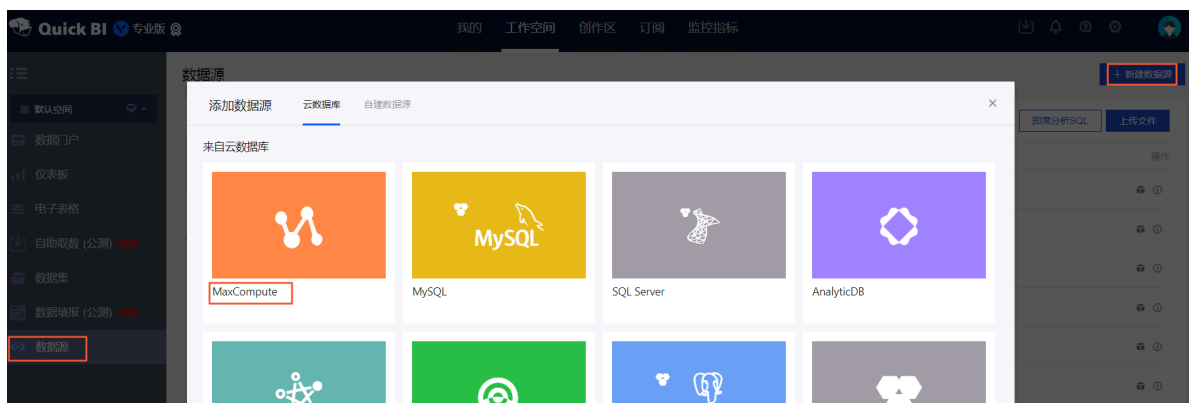 Quick BI 专业版 我的 工作空间 创作区 订阅 监控指标
数据源 + 新建数据源
默认空间
添加数据源 云数据库 自建数据源 ×
即席分析SQL 上传文件
数据门户
来自云数据库
操作
仪表板
电子表格
自助取数 (公测) NEW
MySQL
数据集
MaxCompute MySQL SQL Server AnalyticDB
数据填报 (公测) NEW
数据源